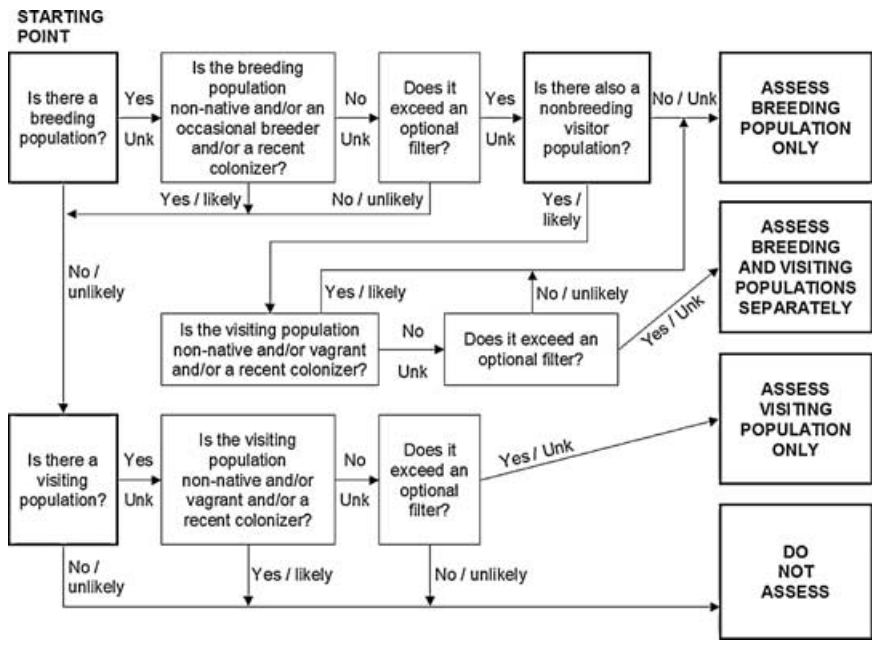 STARTING
POINT
Is there a
breeding
population?
Yes
Unk
Is the breeding
population
non-native and/or an
occasional breeder
and/or a recent
colonizer?
No
Unk
Does it
exceed an
optional
filter?
Yes
Unk
Is there also a
nonbreeding
visitor
population?
No / Unk
ASSESS
BREEDING
POPULATION
ONLY
Yes / likely
No / unlikely
Yes /
likely
No /
unlikely
Yes / likely
No / unlikely
Is the visiting population
non-native and/or vagrant
and/or a recent colonizer?
No
Unk
Does it exceed an
optional filter?
Yes / Unk
ASSESS
BREEDING
AND VISITING
POPULATIONS
SEPARATELY
Is there a
visiting
population?
Yes
Unk
Is the visiting
population
non-native and/or
vagrant and/or a
recent colonizer?
No
Unk
Does it
exceed an
optional
filter?
Yes / Unk
ASSESS
VISITING
POPULATION
ONLY
No /
unlikely
Yes / likely
No / unlikely
DO
NOT
ASSESS